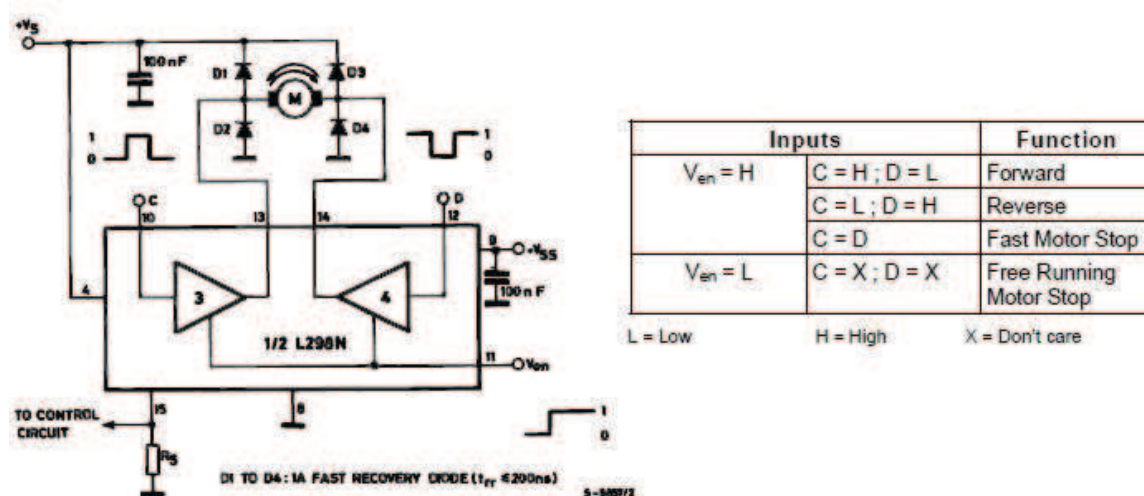 +VS
100nF
D1
D3
M
D2
D4
1
0
1
0
C
D
10
13
14
12
9
+VSS
100nF
4
3
4
1/2 L298N
11
Ven
15
8
TO CONTROL
CIRCUIT
RS
1
0
D1 TO D4 : 1A FAST RECOVERY DIODE (trr ≤ 200ns)
Inputs Function
Ven = H C = H ; D = L Forward
C = L ; D = H Reverse
C = D Fast Motor Stop
Ven = L C = X ; D = X Free Running
Motor Stop
L = Low H = High X = Don't care